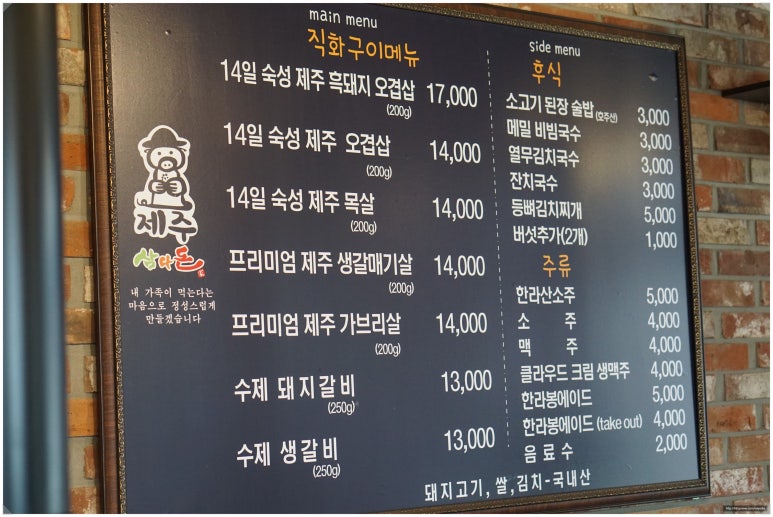 main menu
직화구이메뉴
14일 숙성 제주 흑돼지 오겹살 17,000
(200g)
14일 숙성 제주 오겹살 14,000
(200g)
14일 숙성 제주 목살 14,000
(200g)
프리미엄 제주 생갈매기살 14,000
(200g)
프리미엄 제주 가브리살 14,000
(200g)
수제 돼지갈비 13,000
(250g)
수제 생갈비 13,000
(250g)
side menu
후식
소고기 된장 술밥 (호주산) 3,000
메밀 비빔국수 3,000
열무김치국수 3,000
잔치국수 3,000
등뼈김치찌개 5,000
버섯추가(2개) 1,000
주류
한라산소주 5,000
소 주 4,000
맥 주 4,000
클라우드 크림 생맥주 4,000
한라봉에이드 5,000
한라봉에이드 (take out) 4,000
음료수 2,000
돼지고기, 쌀, 김치-국내산
제주
삼다돈
내 가족이 먹는다는
마음으로 정성스럽게
만들겠습니다